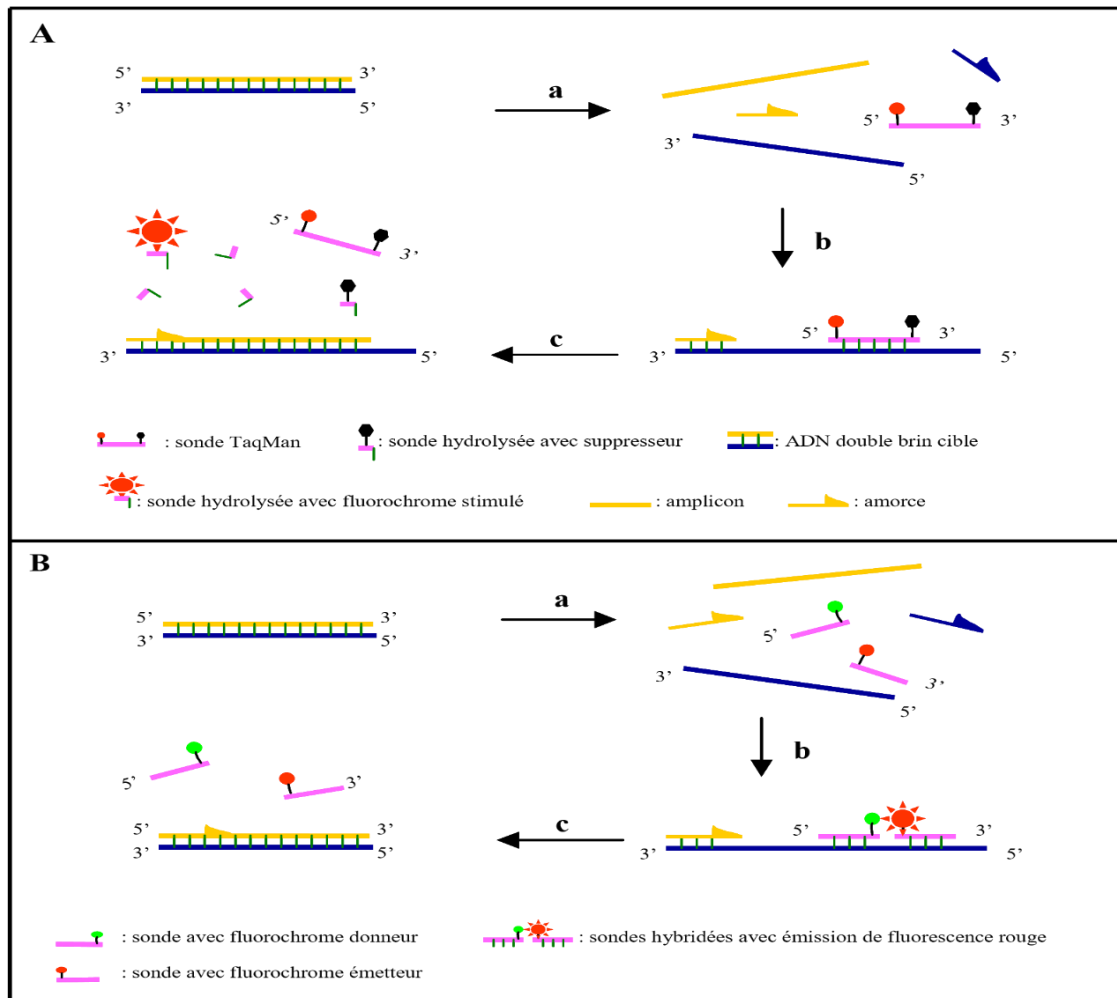 A
5’ 3’
3’ 5’
a
5’ 3’
3’
5’
b
5’
3’
5’ 3’
3’ 5’
c
3’ 5’
: sonde TaqMan
: sonde hydrolysée avec suppresseur
: ADN double brin cible
: sonde hydrolysée avec fluorochrome stimulé
: amplicon
: amorce
B
5’ 3’
3’ 5’
a
5’
3’
3’
5’
b
5’
3’
5’ 3’
3’ 5’
c
5’ 3’
3’ 5’
: sonde avec fluorochrome donneur
: sondes hybridées avec émission de fluorescence rouge
: sonde avec fluorochrome émetteur